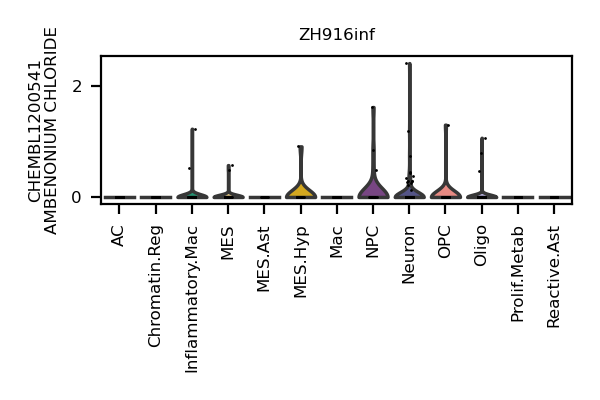 ZH916inf
CHEMBL1200541
AMBENONIUM CHLORIDE
2
0
AC
Chromatin.Reg
Inflammatory.Mac
MES
MES.Ast
MES.Hyp
Mac
NPC
Neuron
OPC
Oligo
Prolif.Metab
Reactive.Ast